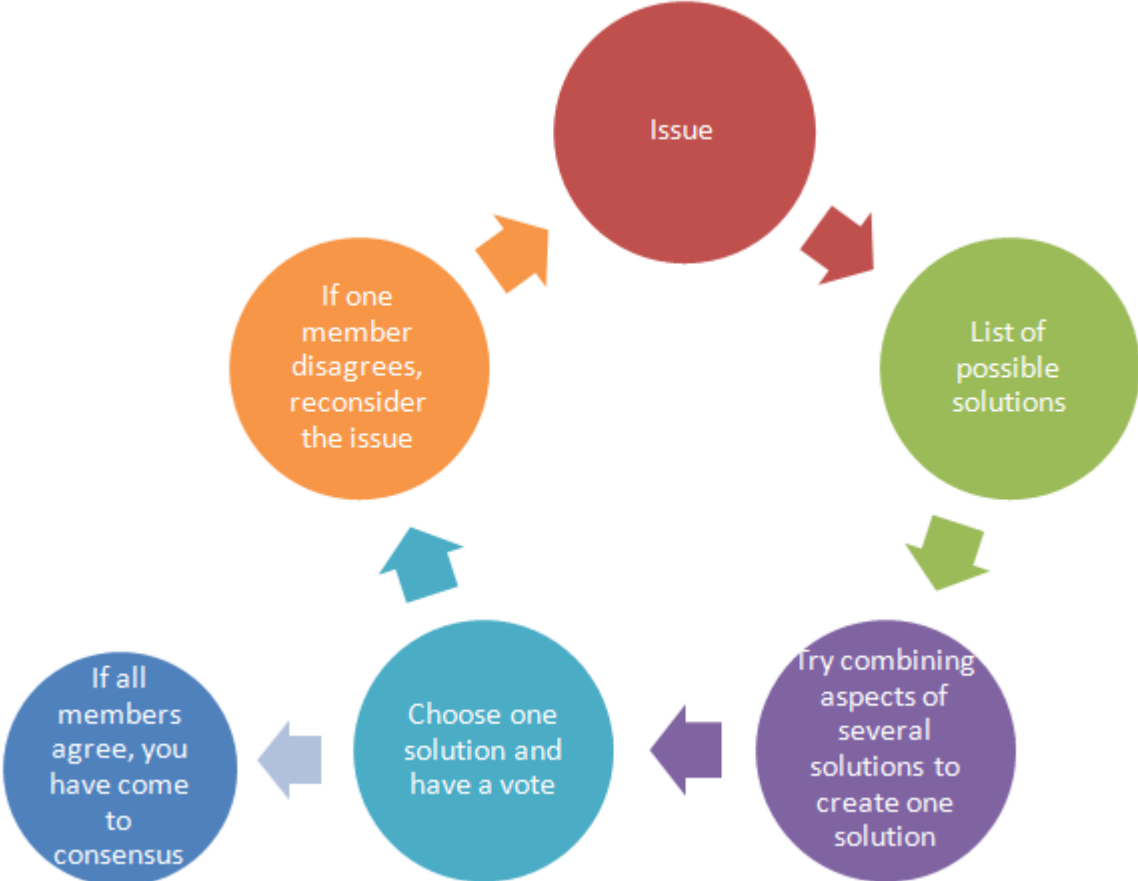 Issue
List of
possible
solutions
Try combining
aspects of
several
solutions to
create one
solution
Choose one
solution and
have a vote
If all
members
agree, you
have come
to
consensus
If one
member
disagrees,
reconsider
the issue